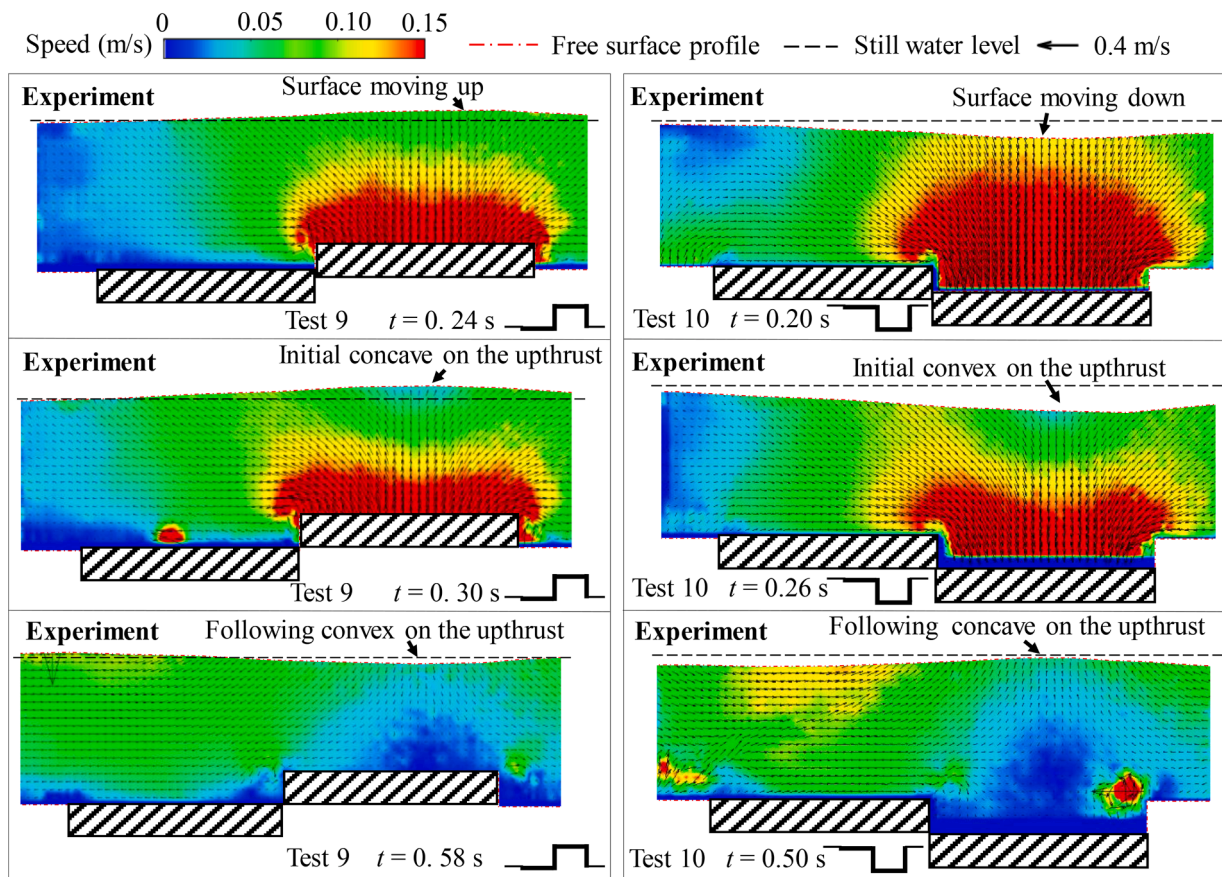 0 0.05 0.10 0.15
Speed (m/s) Free surface profile Still water level 0.4 m/s
Experiment
Surface moving up
Test 9 t = 0. 24 s
Experiment
Surface moving down
Test 10 t = 0.20 s
Experiment
Initial concave on the upthrust
Test 9 t = 0. 30 s
Experiment
Initial convex on the upthrust
Test 10 t = 0.26 s
Experiment
Following convex on the upthrust
Test 9 t = 0. 58 s
Experiment
Following concave on the upthrust
Test 10 t = 0.50 s